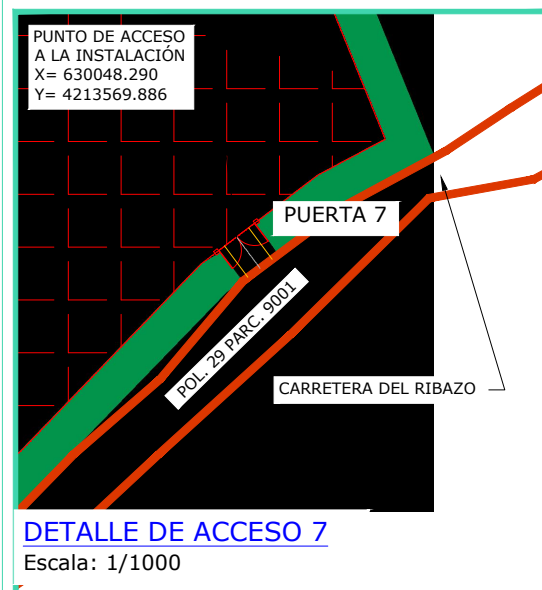 PUNTO DE ACCESO
A LA INSTALACIÓN
X= 630048.290
Y= 4213569.886
PUERTA 7
POL. 29 PARC. 9001
CARRETERA DEL RIBAZO
DETALLE DE ACCESO 7
Escala: 1/1000